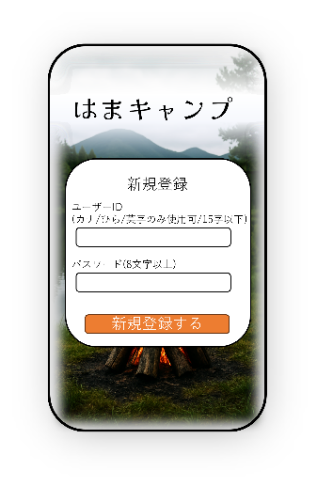 はまキャンプ
新規登録
ユーザーID
(カナ/ひら/英字のみ使用可/15字以下)
パスワード(8文字以上)
新規登録する